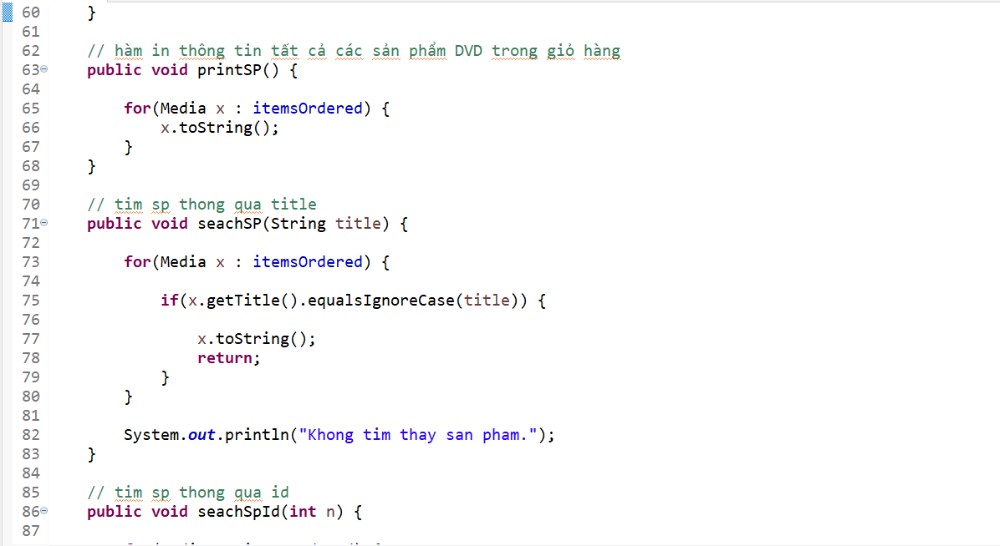 60 }
61
62 // hàm in thông tin tất cả các sản phẩm DVD trong giỏ hàng
63 public void printSP() {
64
65 for(Media x : itemsOrdered) {
66 x.toString();
67 }
68 }
69
70 // tim sp thong qua title
71 public void seachSP(String title) {
72
73 for(Media x : itemsOrdered) {
74
75 if(x.getTitle().equalsIgnoreCase(title)) {
76
77 x.toString();
78 return;
79 }
80 }
81
82 System.out.println("Khong tim thay san pham.");
83 }
84
85 // tim sp thong qua id
86 public void seachSpId(int n) {
87